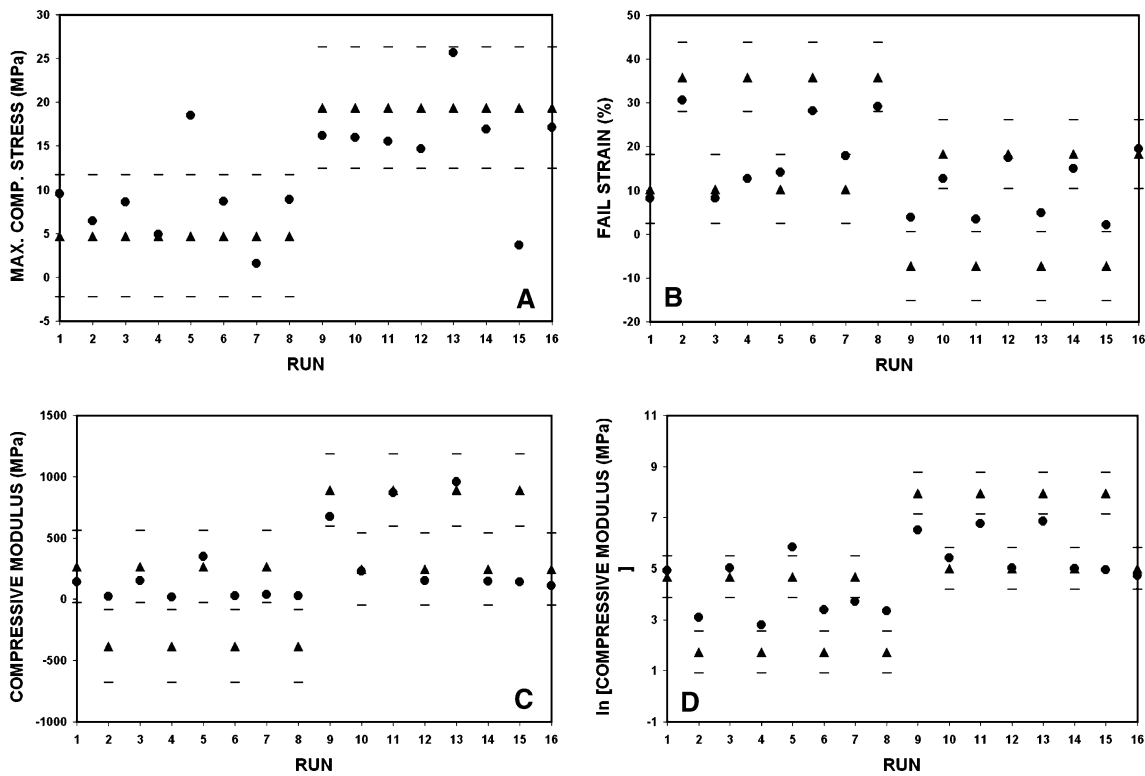 MAX. COMP. STRESS (MPa)
30
25
20
15
10
5
0
-5
A
1 2 3 4 5 6 7 8 9 10 11 12 13 14 15 16
RUN
FAIL STRAIN (%)
50
40
30
20
10
0
-10
-20
B
1 2 3 4 5 6 7 8 9 10 11 12 13 14 15 16
RUN
COMPRESSIVE MODULUS (MPa)
1500
1000
500
0
-500
-1000
C
1 2 3 4 5 6 7 8 9 10 11 12 13 14 15 16
RUN
ln [COMPRESSIVE MODULUS (MPa)
]
11
9
7
5
3
1
-1
D
1 2 3 4 5 6 7 8 9 10 11 12 13 14 15 16
RUN